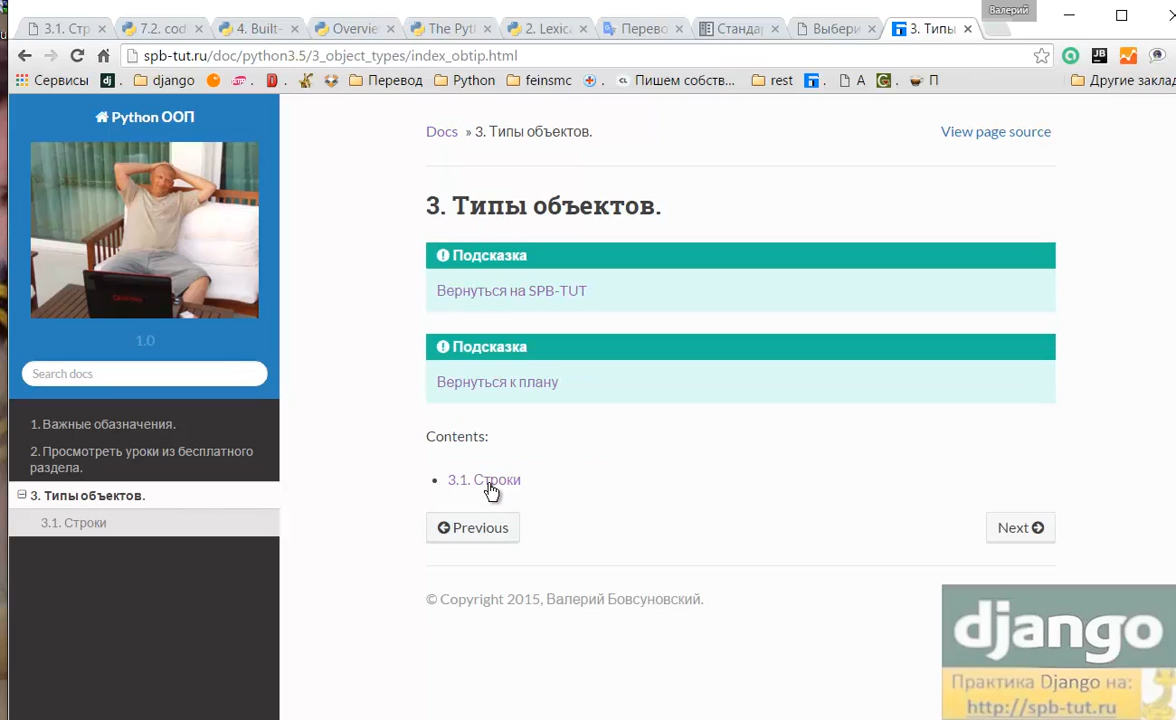 Валерий
3.1. Стр
7.2. cod
4. Built-
Overvie
The Pyt
2. Lexica
Перево
Стандар
Выбери
3. Типы
spb-tut.ru/doc/python3.5/3_object_types/index_obtip.html
Сервисы
django
Перевод
Python
feinsmc
Пишем собств...
rest
A
П
Другие заклад
Python ООП
1.0
Search docs
1. Важные обазначения.
2. Просмотреть уроки из бесплатного
раздела.
3. Типы объектов.
3.1. Строки
Docs » 3. Типы объектов.
View page source
3. Типы объектов.
Подсказка
Вернуться на SPB-TUT
Подсказка
Вернуться к плану
Contents:
3.1. Строки
Previous
Next
© Copyright 2015, Валерий Бовсуновский.
django
Практика Django на:
http://spb-tut.ru